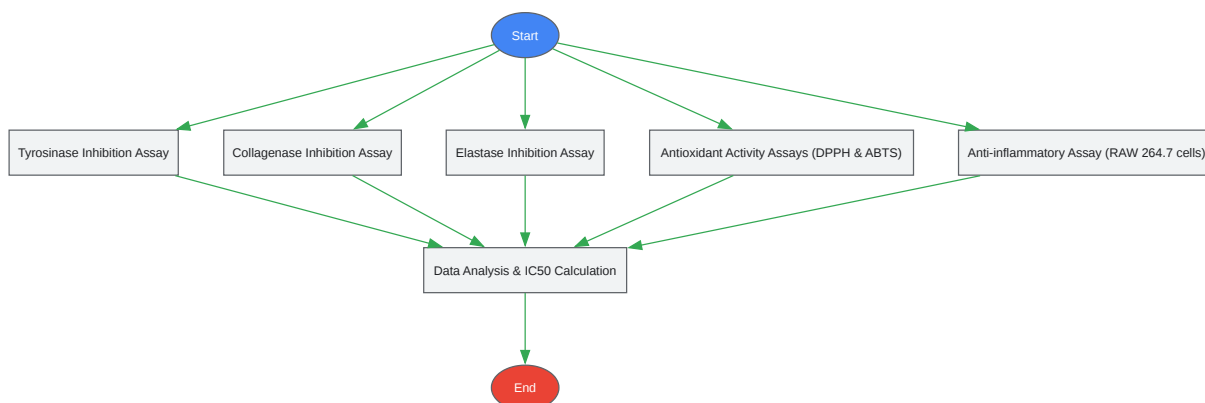 Start
Tyrosinase Inhibition Assay
Collagenase Inhibition Assay
Elastase Inhibition Assay
Antioxidant Activity Assays (DPPH & ABTS)
Anti-inflammatory Assay (RAW 264.7 cells)
Data Analysis & IC50 Calculation
End